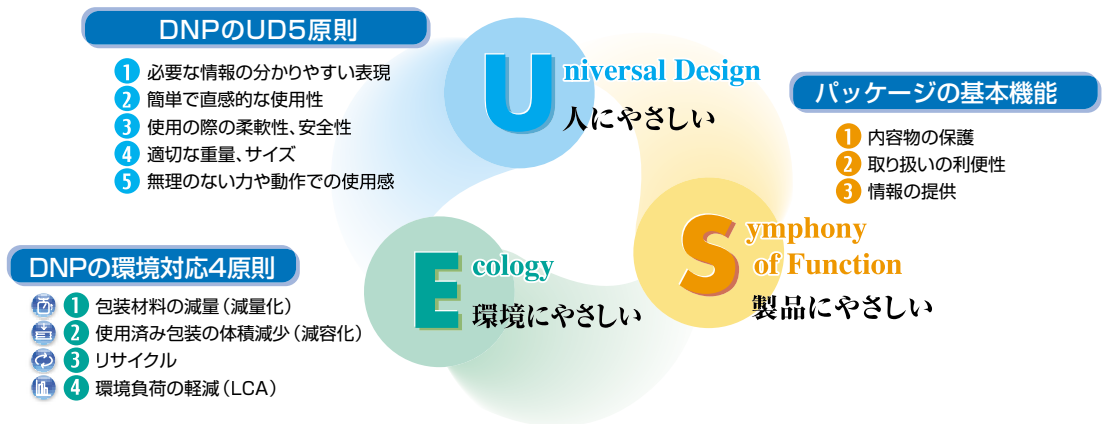 DNPのUD5原則
1 必要な情報の分かりやすい表現
2 簡単で直感的な使用性
3 使用の際の柔軟性、安全性
4 適切な重量、サイズ
5 無理のない力や動作での使用感
Universal Design
人にやさしい
パッケージの基本機能
1 内容物の保護
2 取り扱いの利便性
3 情報の提供
Symphony
of Function
製品にやさしい
Ecology
環境にやさしい
DNPの環境対応4原則
1 包装材料の減量(減量化)
2 使用済み包装の体積減少(減容化)
3 リサイクル
4 環境負荷の軽減(LCA)